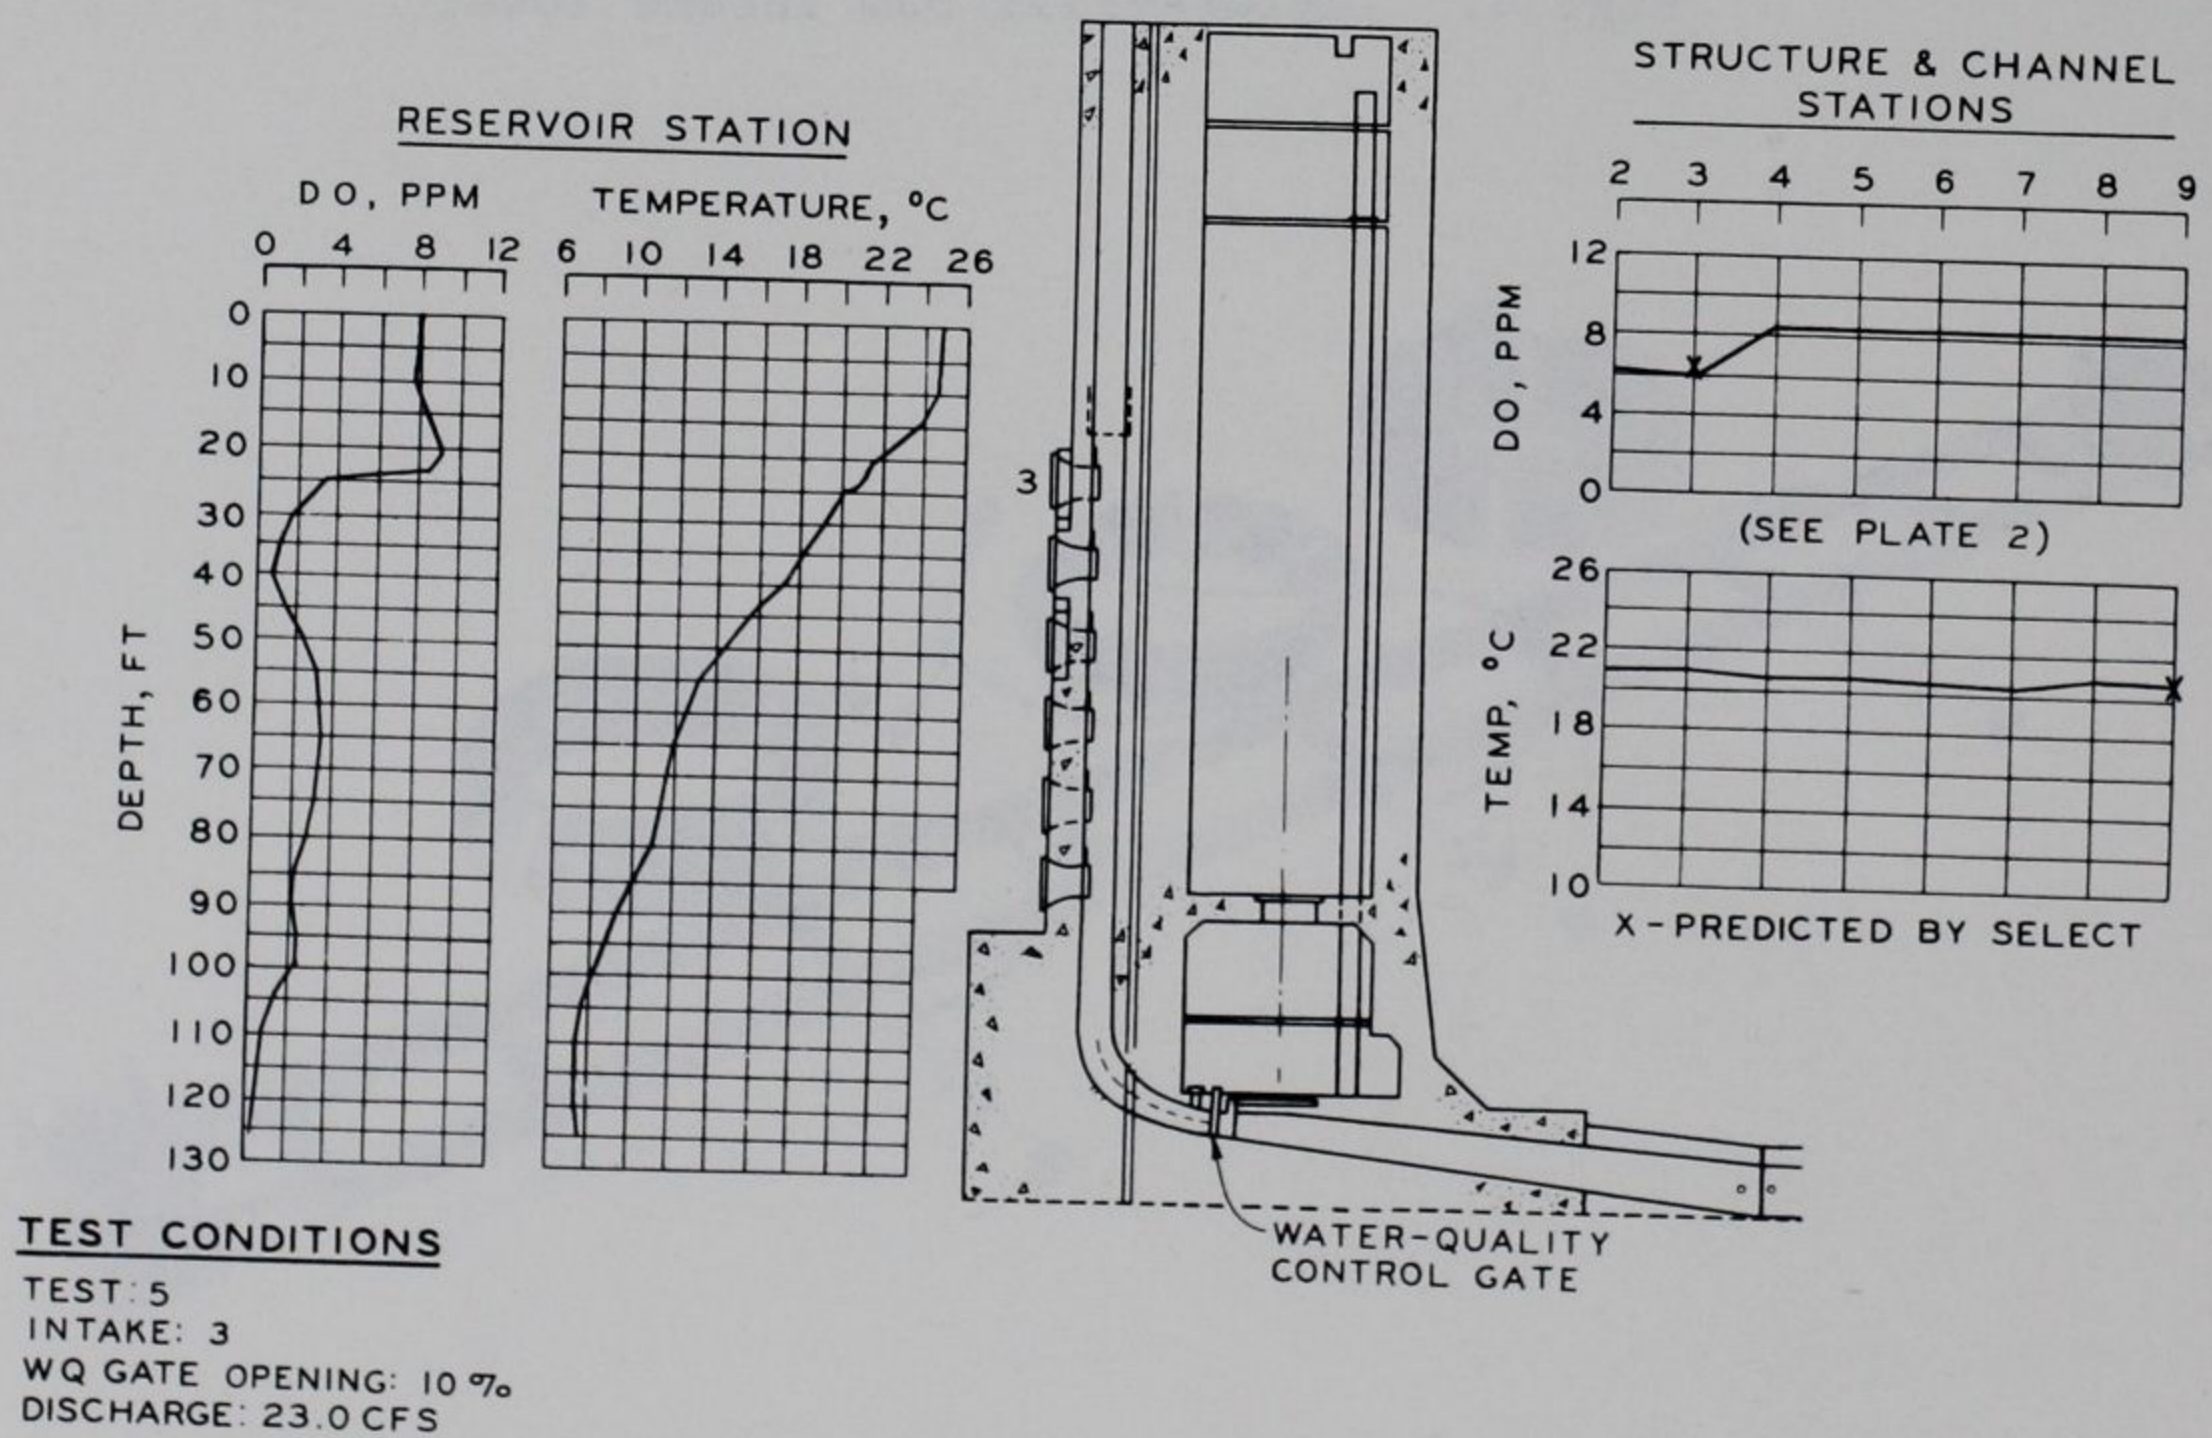 RESERVOIR STATION
DO, PPM
TEMPERATURE, °C
0 4 8 12
6 10 14 18 22 26
DEPTH, FT
0
10
20
30
40
50
60
70
80
90
100
110
120
130
3
WATER-QUALITY
CONTROL GATE
STRUCTURE & CHANNEL
STATIONS
2 3 4 5 6 7 8 9
DO, PPM
12
8
4
0
X
(SEE PLATE 2)
TEMP, °C
26
22
18
14
10
X
X-PREDICTED BY SELECT
TEST CONDITIONS
TEST: 5
INTAKE: 3
WQ GATE OPENING: 10 %
DISCHARGE: 23.0 CFS